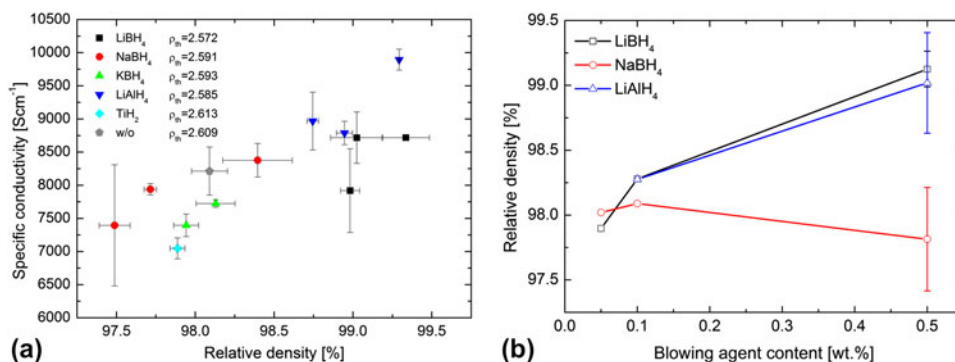 10500
10000
9500
9000
8500
8000
7500
7000
6500
6000
Specific conductivity [Scm⁻¹]
LiBH₄ ρth=2.572
NaBH₄ ρth=2.591
KBH₄ ρth=2.593
LiAlH₄ ρth=2.585
TiH₂ ρth=2.613
w/o ρth=2.609
97.5 98.0 98.5 99.0 99.5
Relative density [%]
(a)
99.5
99.0
98.5
98.0
97.5
Relative density [%]
LiBH₄
NaBH₄
LiAlH₄
0.0 0.1 0.2 0.3 0.4 0.5
Blowing agent content [wt.%]
(b)